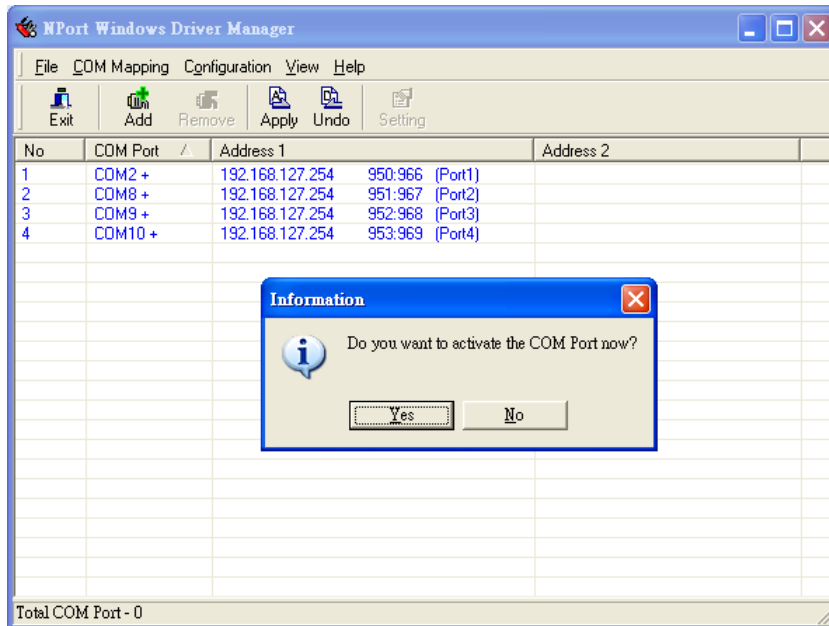 NPort Windows Driver Manager
File COM Mapping Configuration View Help
Exit Add Remove Apply Undo Setting
No COM Port Address 1 Address 2
1 COM2 + 192.168.127.254 950:966 (Port1)
2 COM8 + 192.168.127.254 951:967 (Port2)
3 COM9 + 192.168.127.254 952:968 (Port3)
4 COM10 + 192.168.127.254 953:969 (Port4)
Information
Do you want to activate the COM Port now?
Yes No
Total COM Port - 0